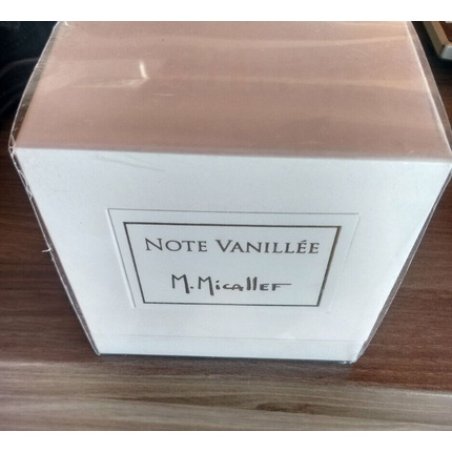 NOTE VANILLÉE
M. Micallef